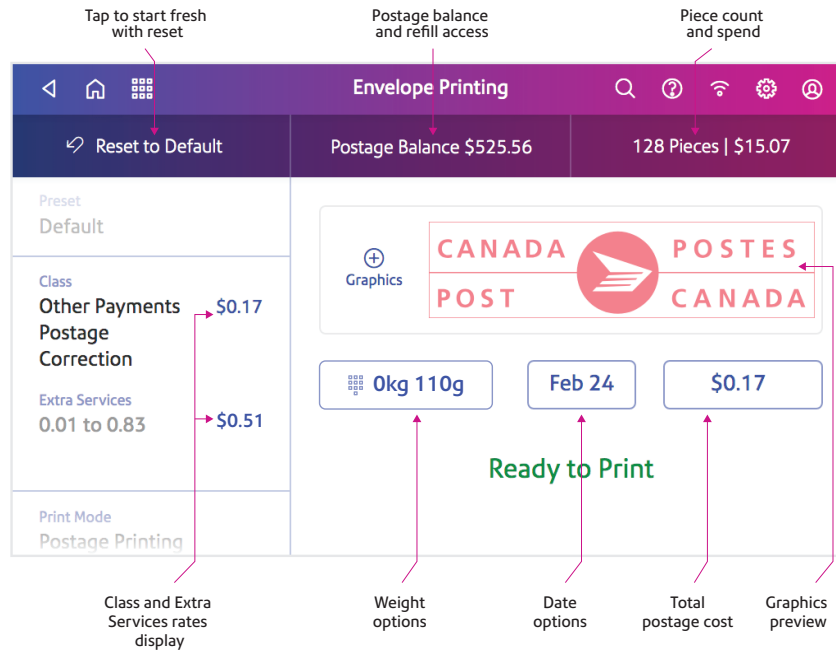 Tap to start fresh
with reset
Postage balance
and refill access
Piece count
and spend
Envelope Printing
Reset to Default
Postage Balance $525.56
128 Pieces | $15.07
Preset
Default
Class
Other Payments $0.17
Postage
Correction
Extra Services
0.01 to 0.83 $0.51
Print Mode
Postage Printing
Graphics
CANADA POSTES
POST CANADA
0kg 110g
Feb 24
$0.17
Ready to Print
Class and Extra
Services rates
display
Weight
options
Date
options
Total
postage cost
Graphics
preview